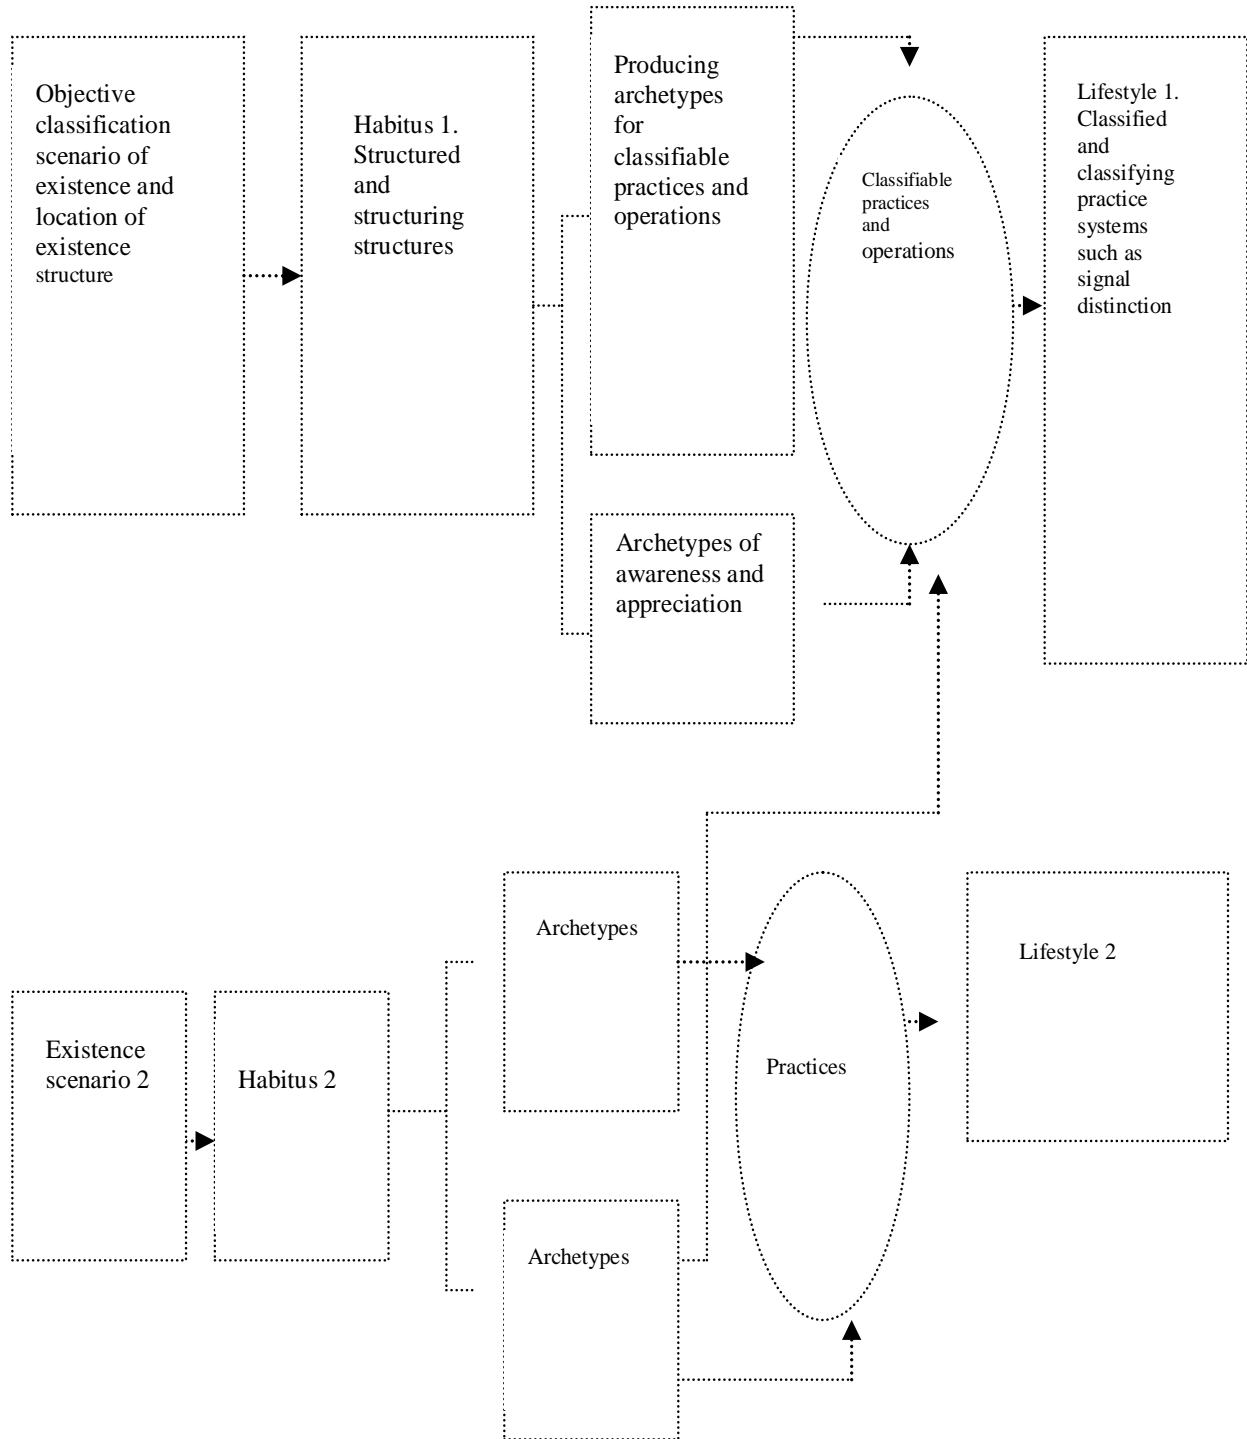 Objective
classification
scenario of
existence and
location of
existence
structure
Habitus 1.
Structured
and
structuring
structures
Producing
archetypes
for
classifiable
practices and
operations
Archetypes of
awareness and
appreciation
Classifiable
practices
and
operations
Lifestyle 1.
Classified
and
classifying
practice
systems
such as
signal
distinction
Existence
scenario 2
Habitus 2
Archetypes
Archetypes
Practices
Lifestyle 2